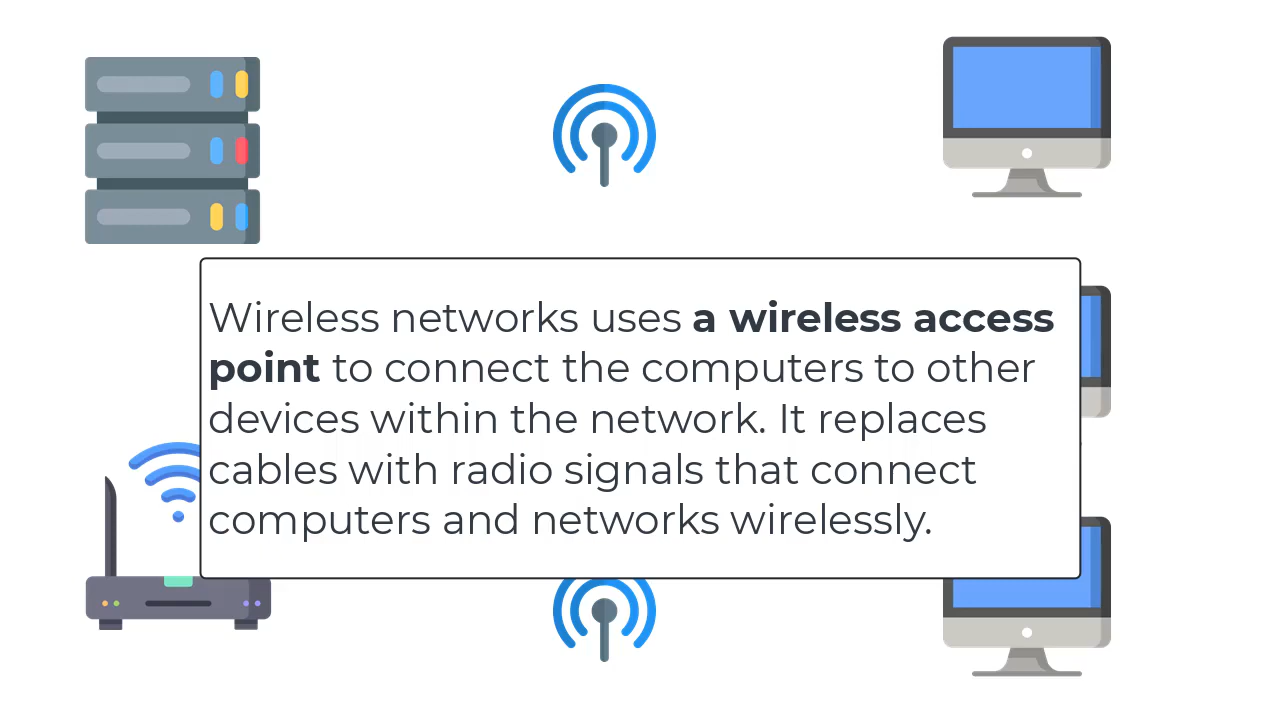 Wireless networks uses a wireless access
point to connect the computers to other
devices within the network. It replaces
cables with radio signals that connect
computers and networks wirelessly.